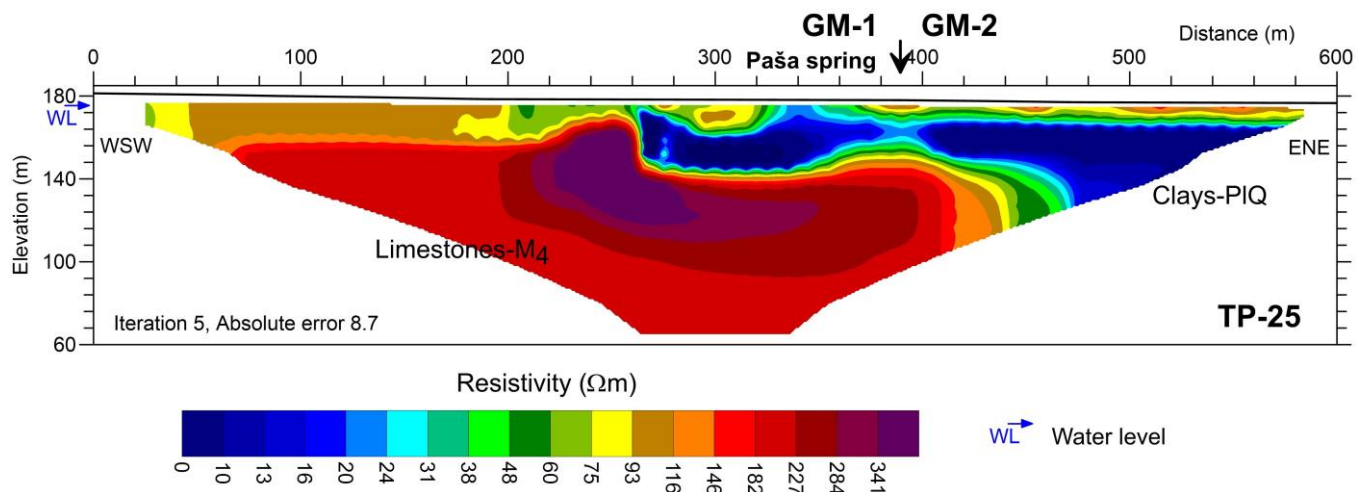 GM-1 GM-2
Distance (m)
0 100 200 300 400 500 600
Paša spring
180
WL
WSW
ENE
140
Clays-PlQ
Elevation (m)
Limestones-M4
100
Iteration 5, Absolute error 8.7
TP-25
60
Resistivity (Ωm)
0 10 13 16 20 24 31 38 48 60 75 93 116 146 182 227 284 341
WL Water level